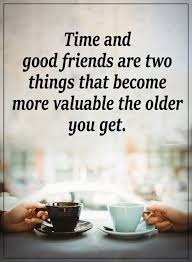 Time and
good friends are two
things that become
more valuable the older
you get.